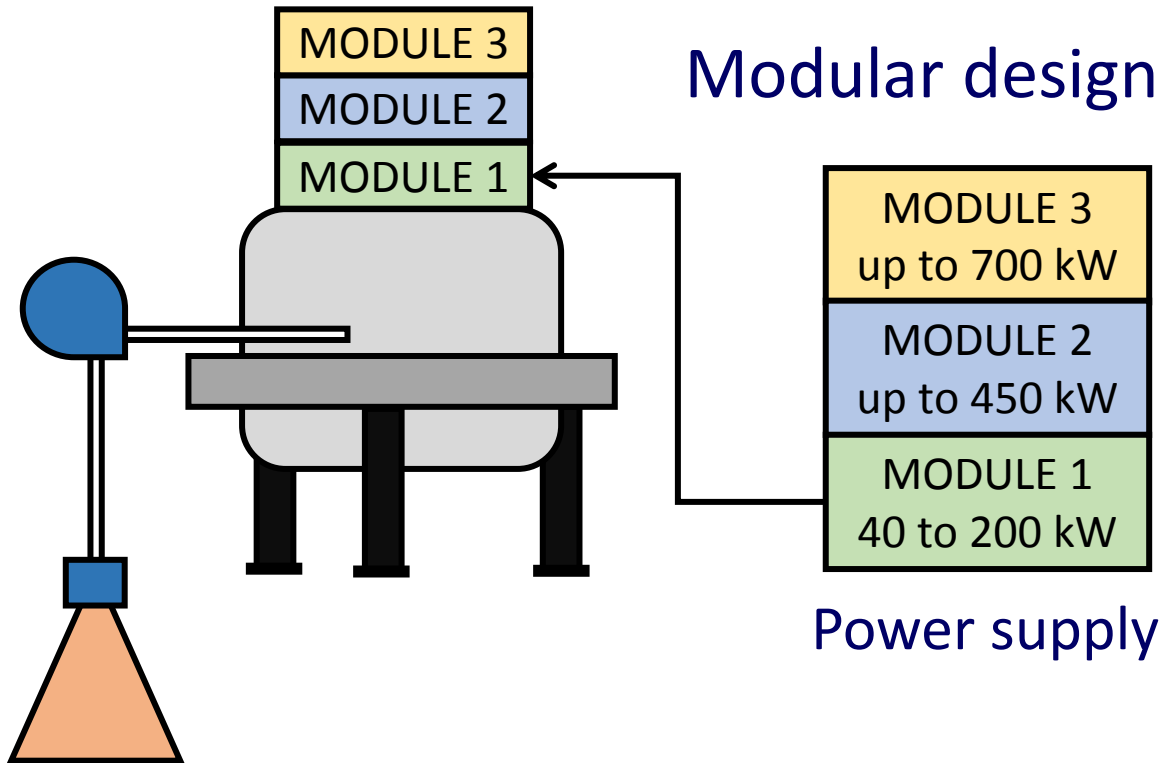 MODULE 3
MODULE 2
MODULE 1
Modular design
MODULE 3
up to 700 kW
MODULE 2
up to 450 kW
MODULE 1
40 to 200 kW
Power supply